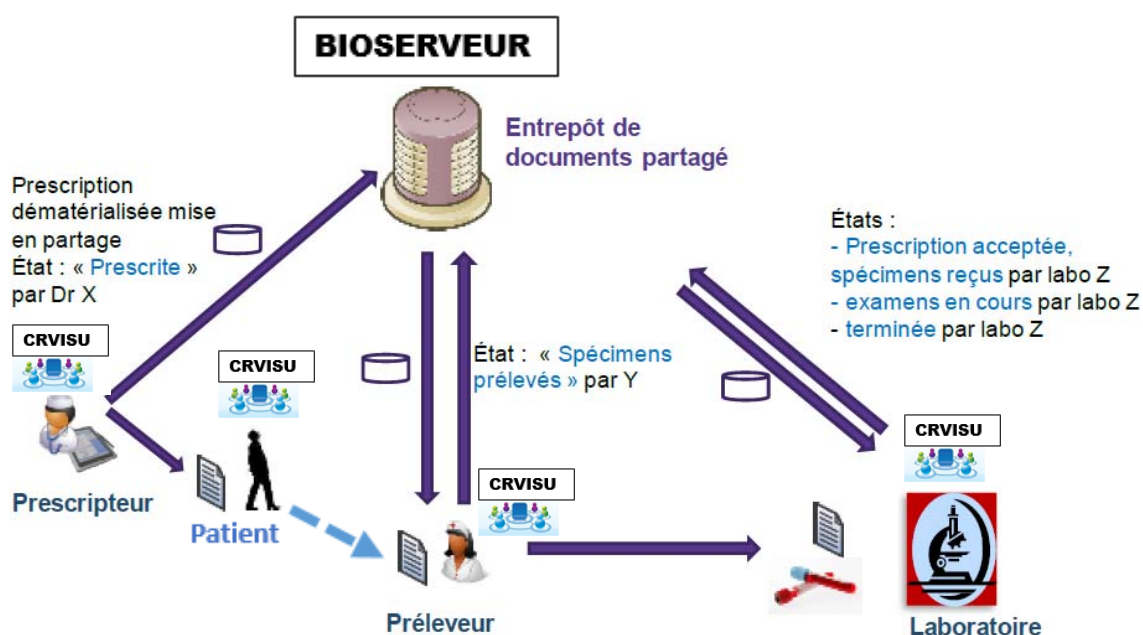 BIOSERVEUR
Entrepôt de
documents partagé
Prescription
dématérialisée mise
en partage
État : « Prescrite »
par Dr X
États :
- Prescription acceptée,
spécimens reçus par labo Z
- examens en cours par labo Z
- terminée par labo Z
CRVISU
CRVISU
État : « Spécimens
prélevés » par Y
CRVISU
CRVISU
Prescripteur
Patient
Préleveur
Laboratoire